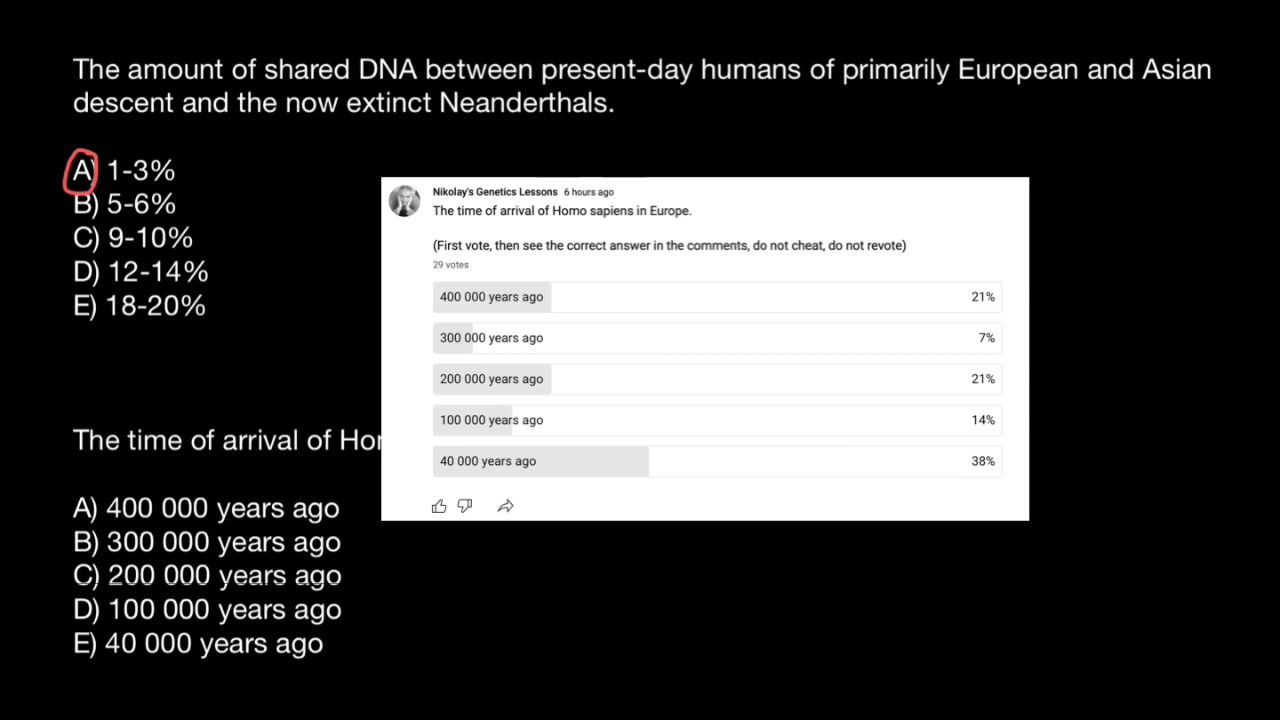 The amount of shared DNA between present-day humans of primarily European and Asian
descent and the now extinct Neanderthals.
A) 1-3%
B) 5-6%
C) 9-10%
D) 12-14%
E) 18-20%
Nikolay's Genetics Lessons 6 hours ago
The time of arrival of Homo sapiens in Europe.
(First vote, then see the correct answer in the comments, do not cheat, do not revote)
29 votes
400 000 years ago 21%
300 000 years ago 7%
200 000 years ago 21%
100 000 years ago 14%
40 000 years ago 38%
The time of arrival of
A) 400 000 years ago
B) 300 000 years ago
C) 200 000 years ago
D) 100 000 years ago
E) 40 000 years ago